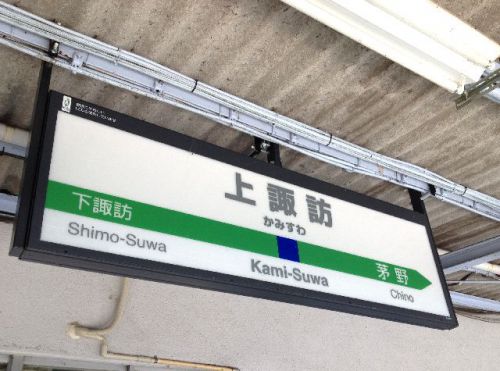 上諏訪
かみすわ
下諏訪
茅野
Shimo-Suwa
Kami-Suwa
Chino